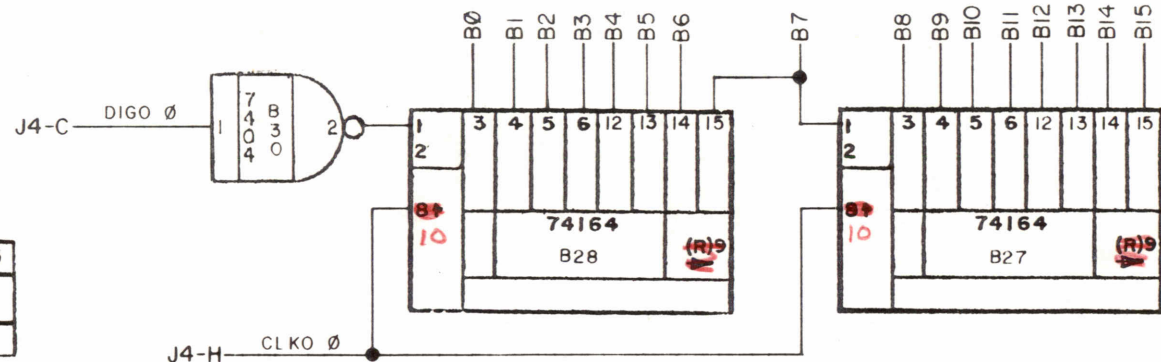 B0 B1 B2 B3 B4 B5 B6 B7 B8 B9 B10 B11 B12 B13 B14 B15
J4-C DIGO Ø 1 7404 B30 2
1 3 4 5 6 12 13 14 15
2
8↑
10
74164
B28
(R)9
1 3 4 5 6 12 13 14 15
2
8↑
10
74164
B27
(R)9
J4-H CLKO Ø